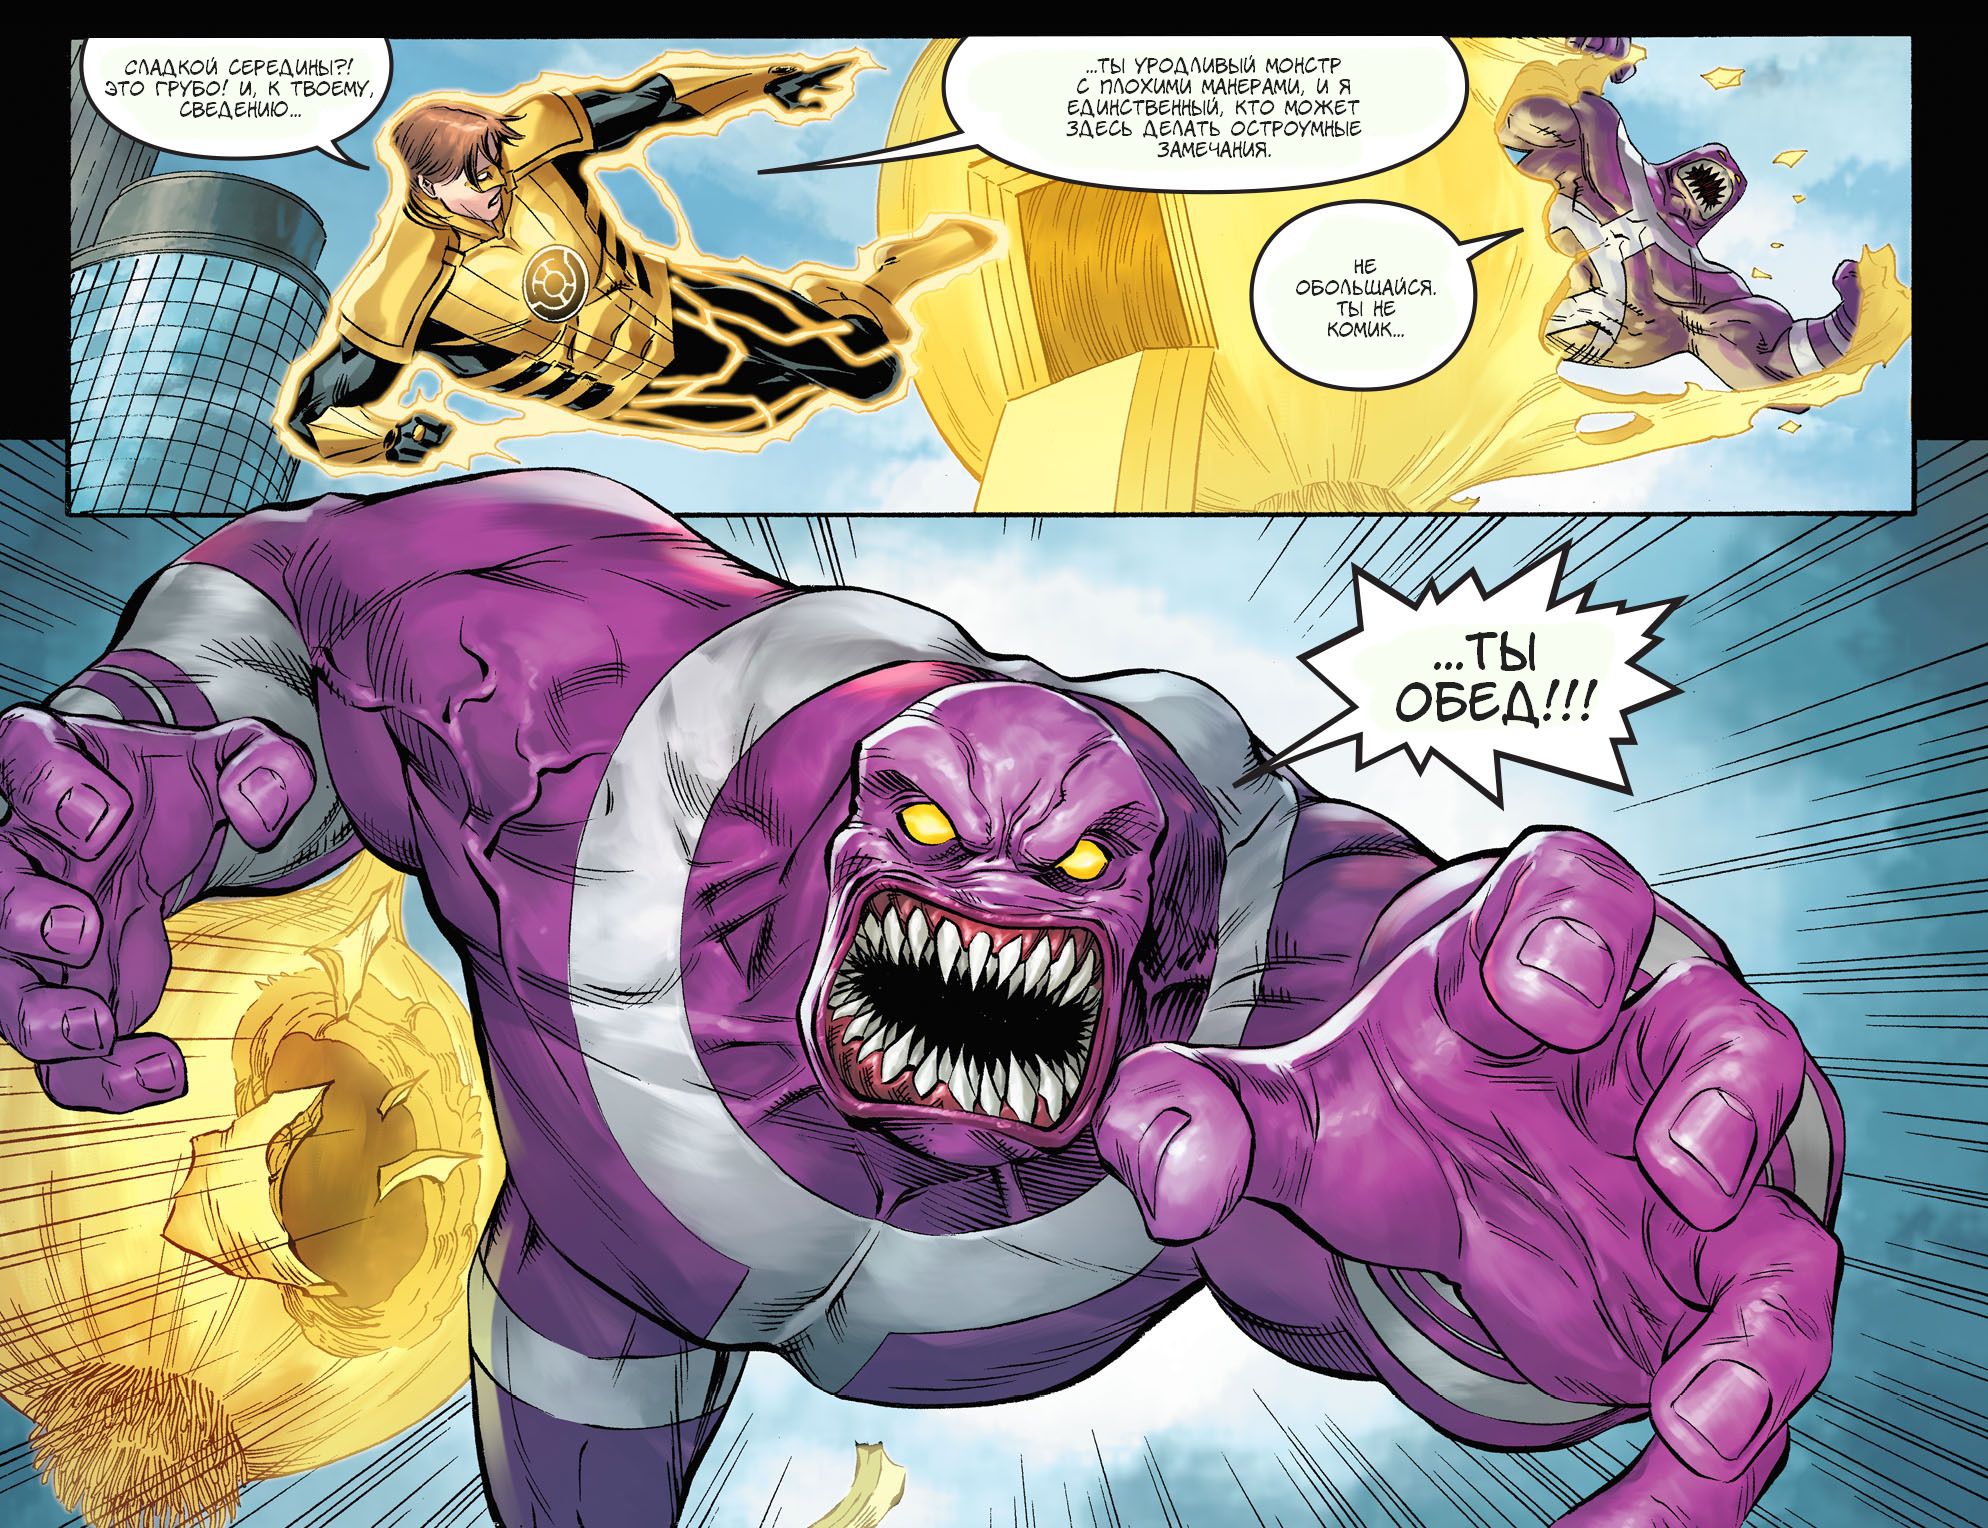 СЛАДКОЙ СЕРЕДИНЫ?!
ЭТО ГРУБО! И, К ТВОЕМУ,
СВЕДЕНИЮ...
...ТЫ УРОДЛИВЫЙ МОНСТР
С ПЛОХИМИ МАНЕРАМИ, И Я
ЕДИНСТВЕННЫЙ, КТО МОЖЕТ
ЗДЕСЬ ДЕЛАТЬ ОСТРОУМНЫЕ
ЗАМЕЧАНИЯ.
НЕ
ОБОЛЬШАЙСЯ.
ТЫ НЕ
КОМИК...
...ТЫ
ОБЕД!!!